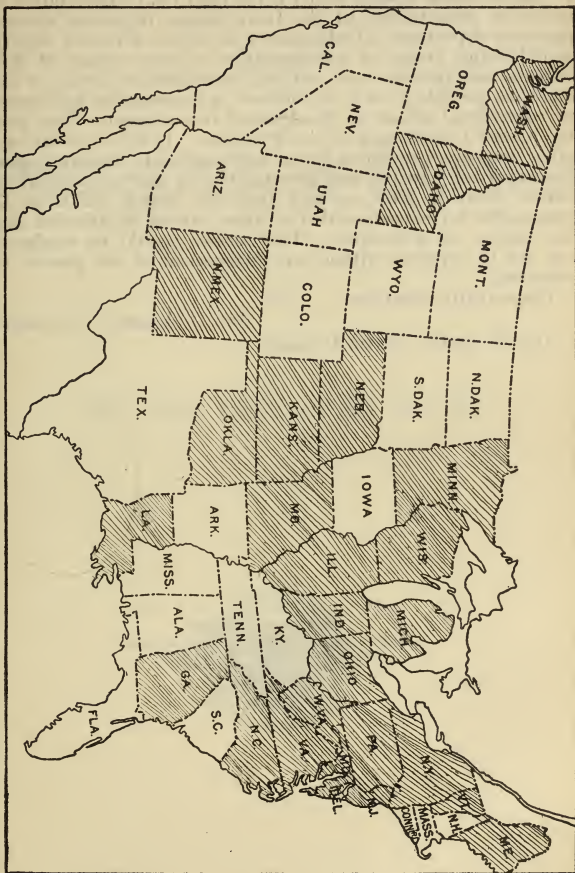 WASH.
OREG.
CAL.
NEV.
IDAHO
MONT.
WYO.
UTAH
ARIZ.
COLO.
N.MEX.
N.DAK.
S.DAK.
NEB.
KANS.
OKLA.
TEX.
MINN.
IOWA
MO.
ARK.
LA.
WIS.
ILL.
MICH.
IND.
OHIO
KY.
TENN.
MISS.
ALA.
GA.
FLA.
S.C.
N.C.
VA.
W.VA.
MD.
DEL.
PA.
N.J.
N.Y.
CONN.
MASS.
VT.
N.H.
ME.